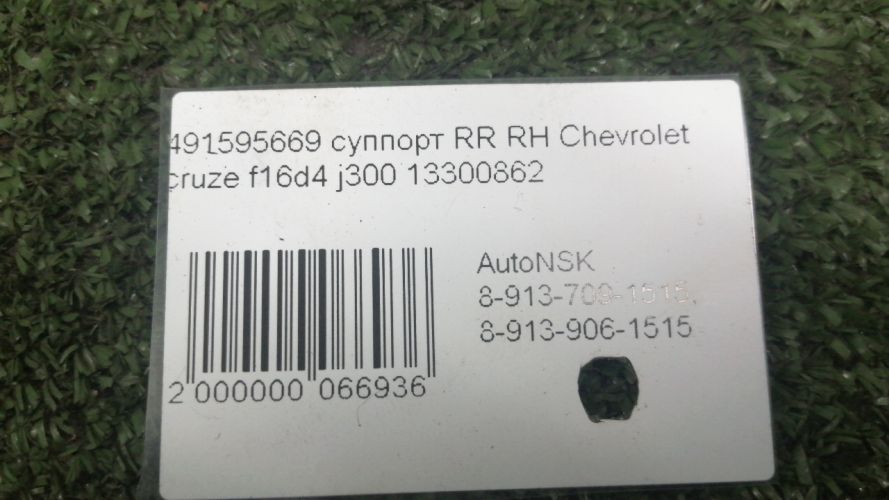 491595669 суппорт RR RH Chevrolet
cruze f16d4 j300 13300862
AutoNSK
8-913-709-1515,
8-913-906-1515
2 000000 066936